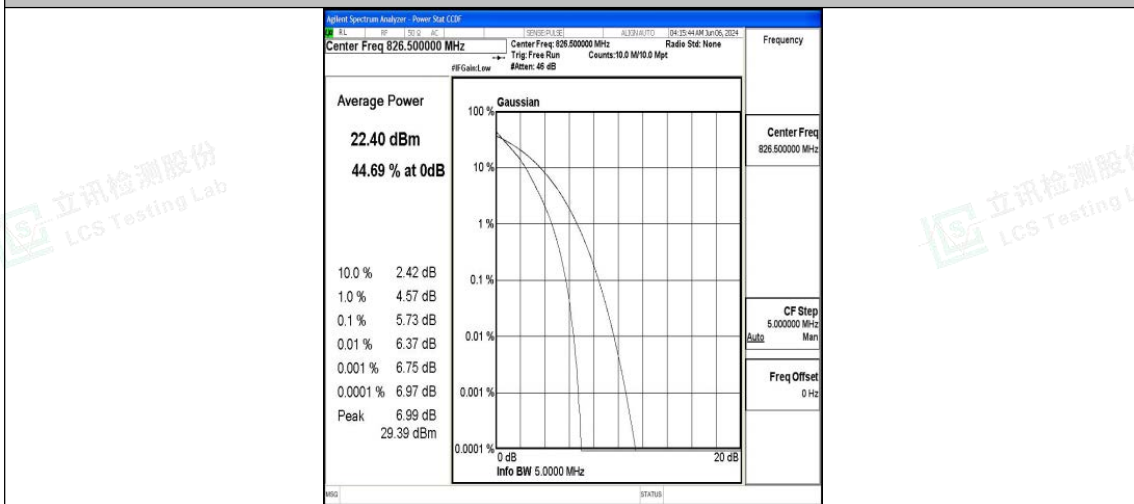 Agilent Spectrum Analyzer - Power Stat CCDF
RL RF 50 Ω AC SENSE:PULSE ALIGN AUTO 04:15:44 AM Jun 06, 2024
Center Freq 826.500000 MHz
Center Freq: 826.500000 MHz Radio Std: None
Trig: Free Run Counts:10.0 M/10.0 Mpt
#IFGain:Low #Atten: 46 dB
Frequency
Average Power
22.40 dBm
44.69 % at 0dB
10.0 % 2.42 dB
1.0 % 4.57 dB
0.1 % 5.73 dB
0.01 % 6.37 dB
0.001 % 6.75 dB
0.0001 % 6.97 dB
Peak 6.99 dB
29.39 dBm
Gaussian
100 %
10 %
1 %
0.1 %
0.01 %
0.001 %
0.0001 %
0 dB 20 dB
Info BW 5.0000 MHz
Center Freq
826.500000 MHz
CF Step
5.000000 MHz
Auto Man
Freq Offset
0 Hz
MSG STATUS
立讯检测股份
LCS Testing Lab
立讯检测股份
LCS Testing L